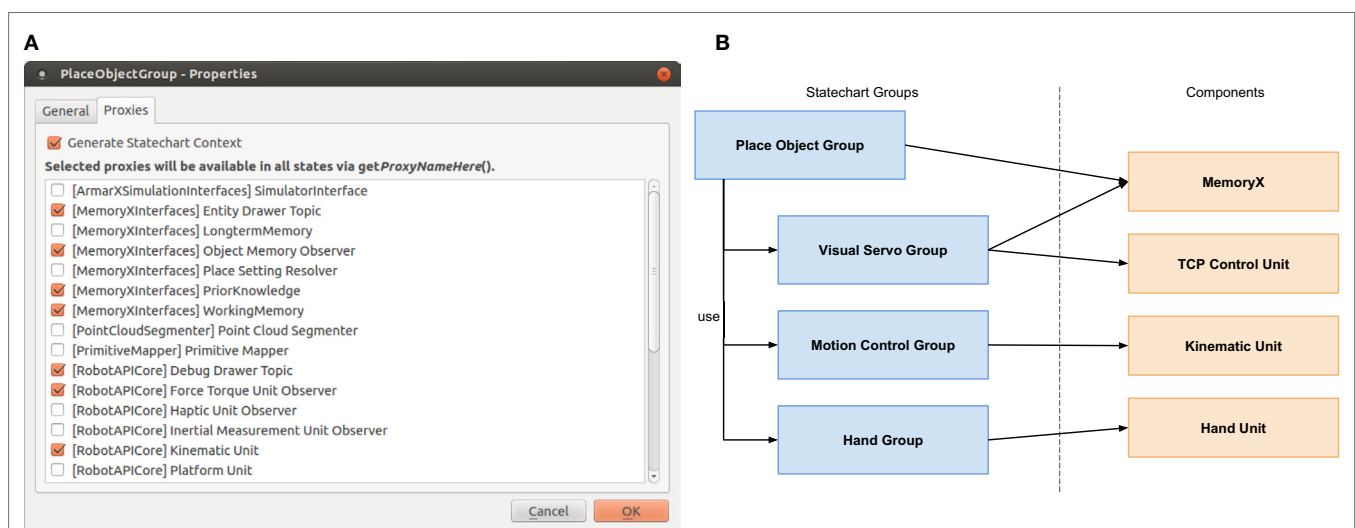 A
PlaceObjectGroup - Properties
General Proxies
Generate Statechart Context
Selected proxies will be available in all states via getProxyNameHere().
[ArmarXSimulationInterfaces] SimulatorInterface
[MemoryXInterfaces] Entity Drawer Topic
[MemoryXInterfaces] LongtermMemory
[MemoryXInterfaces] Object Memory Observer
[MemoryXInterfaces] Place Setting Resolver
[MemoryXInterfaces] PriorKnowledge
[MemoryXInterfaces] WorkingMemory
[PointCloudSegmenter] Point Cloud Segmenter
[PrimitiveMapper] Primitive Mapper
[RobotAPICore] Debug Drawer Topic
[RobotAPICore] Force Torque Unit Observer
[RobotAPICore] Haptic Unit Observer
[RobotAPICore] Inertial Measurement Unit Observer
[RobotAPICore] Kinematic Unit
[RobotAPICore] Platform Unit
Cancel OK
B
Statechart Groups Components
Place Object Group
MemoryX
Visual Servo Group
TCP Control Unit
use
Motion Control Group
Kinematic Unit
Hand Group
Hand Unit